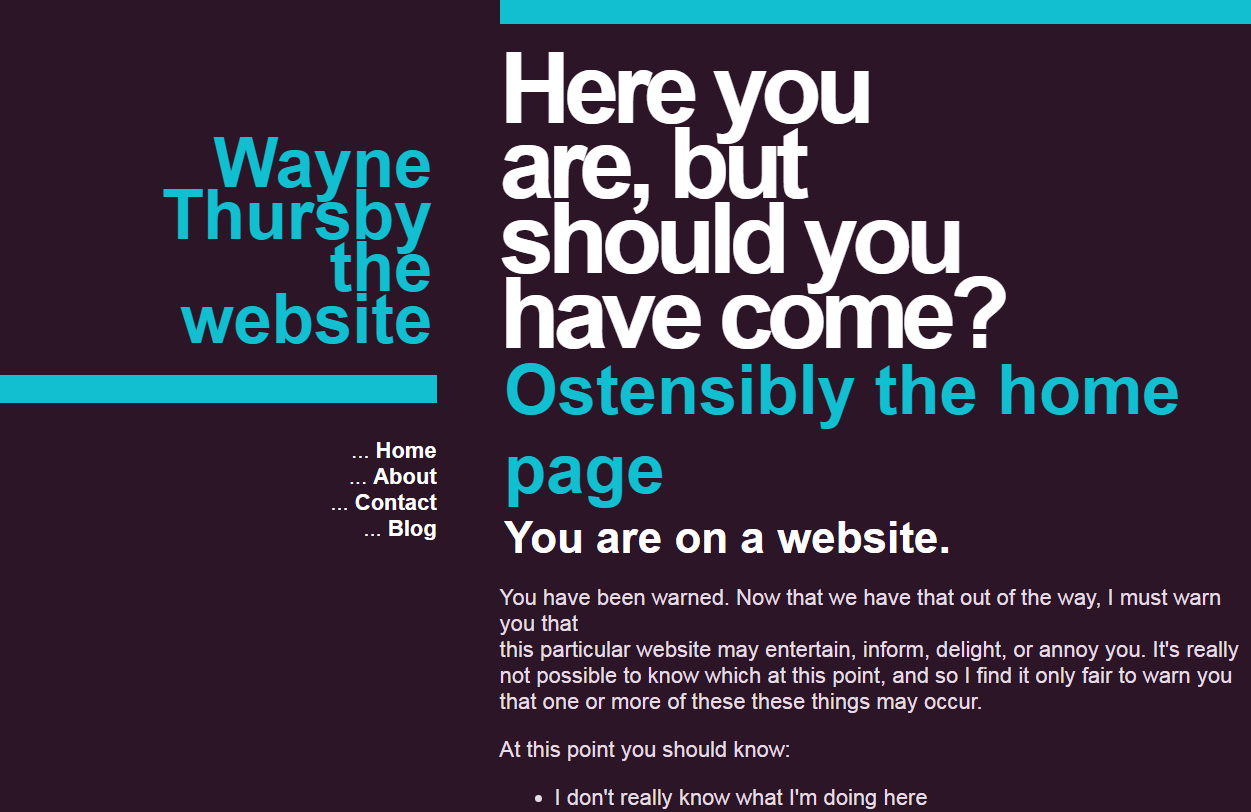 Wayne
Thursby
the
website
... Home
... About
... Contact
... Blog
Here you
are, but
should you
have come?
Ostensibly the home
page
You are on a website.
You have been warned. Now that we have that out of the way, I must warn
you that
this particular website may entertain, inform, delight, or annoy you. It's really
not possible to know which at this point, and so I find it only fair to warn you
that one or more of these these things may occur.
At this point you should know:
• I don't really know what I'm doing here